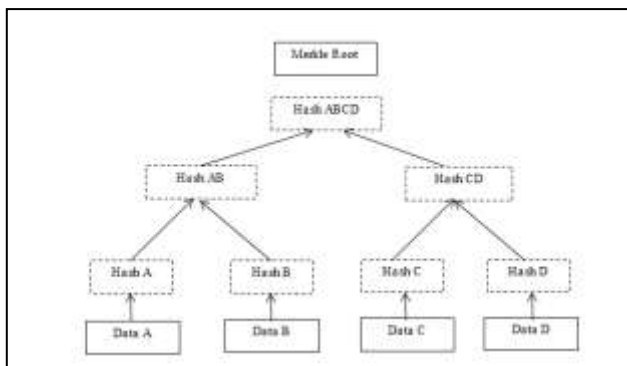 Merkle Root
Hash ABCD
Hash AB
Hash CD
Hash A
Hash B
Hash C
Hash D
Data A
Data B
Data C
Data D